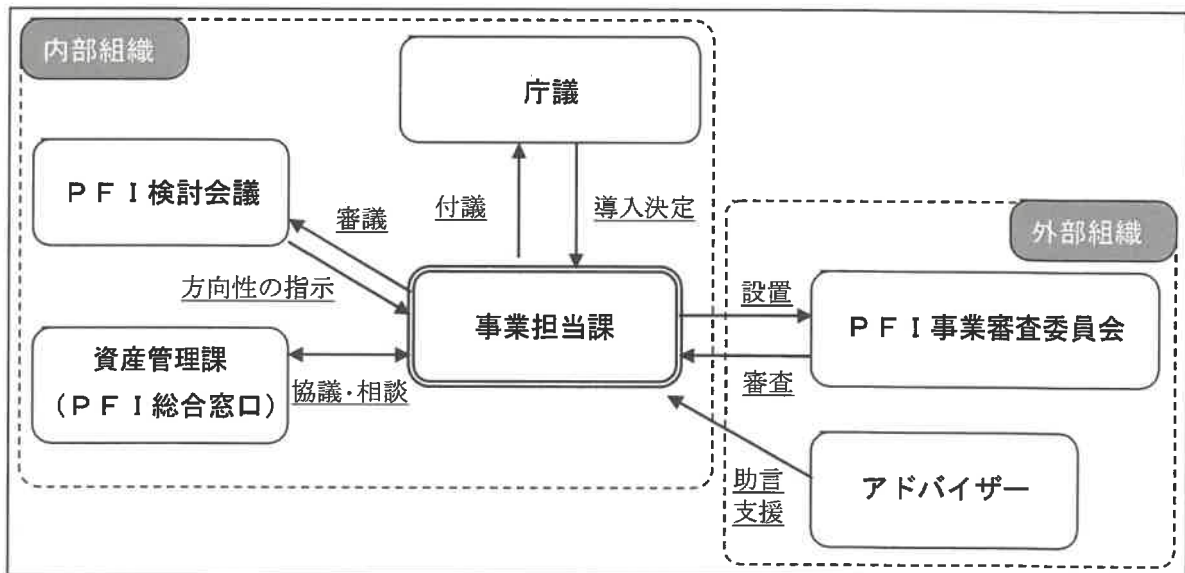 内部組織
庁議
ＰＦＩ検討会議
審議
付議
導入決定
外部組織
方向性の指示
事業担当課
設置
ＰＦＩ事業審査委員会
審査
資産管理課
（ＰＦＩ総合窓口）
協議・相談
助言
支援
アドバイザー